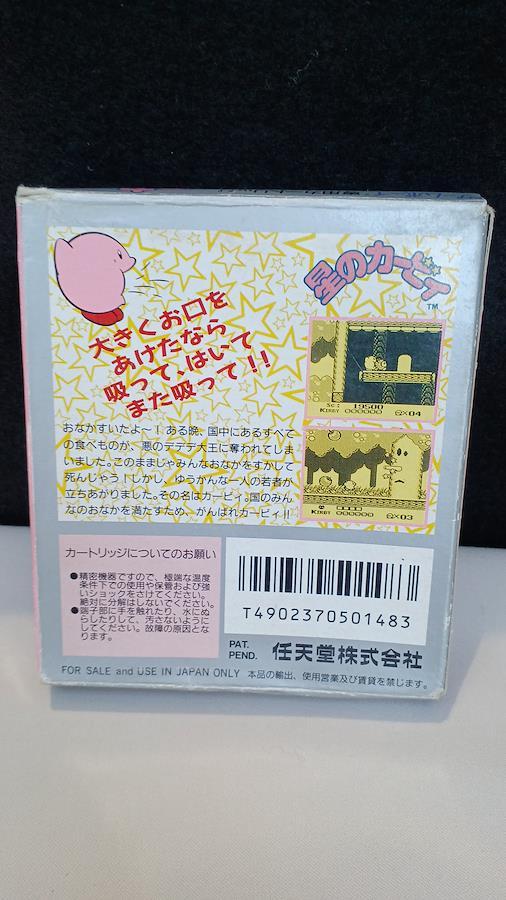 星のカービィ
TM
大きくお口を
あけたなら
吸って、はいて
また吸って!!
Sc: 19500
KIRBY 000000 ×04
KIRBY 000000 ×03
おなかすいたよ〜!ある晩、国中にあるすべて
の食べものが、悪のデデデ大王に奪われてしま
いました。このままじゃみんなおなかをすかして
死んじゃう!しかし、ゆうかんな一人の若者が
立ちあがりました。その名はカービィ。国のみん
なのおなかを満たすため、がんばれカービィ!!
カートリッジについてのお願い
●精密機器ですので、極端な温度
条件下での使用や保管および強
いショックをさけてください。
絶対に分解はしないでください。
●端子部に手を触れたり、水にぬ
らしたりして、汚さないように
してください。故障の原因とな
ります。
T4902370501483
PAT.
PEND.
任天堂株式会社
FOR SALE and USE IN JAPAN ONLY 本品の輸出、使用営業及び賃貸を禁じます。